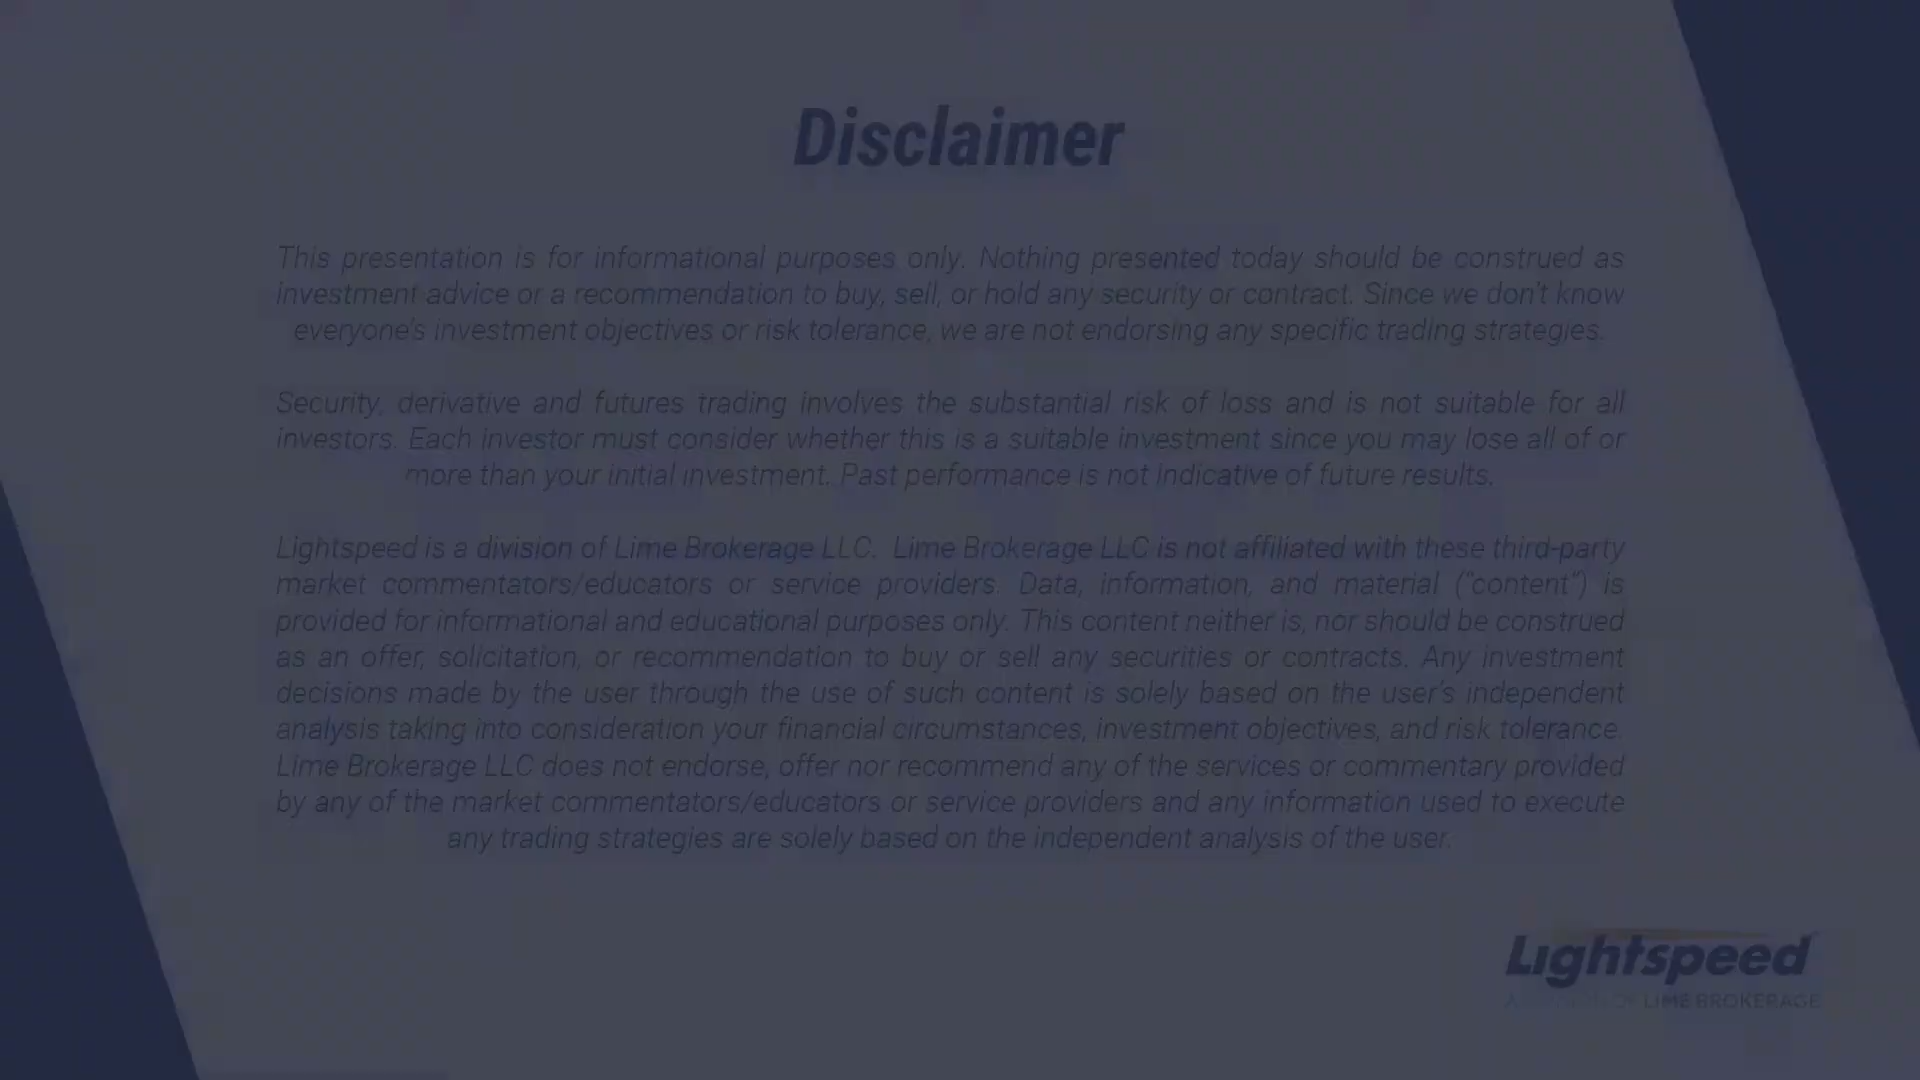 Disclaimer
This presentation is for informational purposes only. Nothing presented today should be construed as
investment advice or a recommendation to buy, sell, or hold any security or contract. Since we don't know
everyone's investment objectives or risk tolerance, we are not endorsing any specific trading strategies.
Security, derivative and futures trading involves the substantial risk of loss and is not suitable for all
investors. Each investor must consider whether this is a suitable investment since you may lose all of or
more than your initial investment. Past performance is not indicative of future results.
Lightspeed is a division of Lime Brokerage LLC. Lime Brokerage LLC is not affiliated with these third-party
market commentators/educators or service providers. Data, information, and material ("content") is
provided for informational and educational purposes only. This content neither is, nor should be construed
as an offer, solicitation, or recommendation to buy or sell any securities or contracts. Any investment
decisions made by the user through the use of such content is solely based on the user's independent
analysis taking into consideration your financial circumstances, investment objectives, and risk tolerance.
Lime Brokerage LLC does not endorse, offer nor recommend any of the services or commentary provided
by any of the market commentators/educators or service providers and any information used to execute
any trading strategies are solely based on the independent analysis of the user.
Lightspeed
LIME BROKERAGE